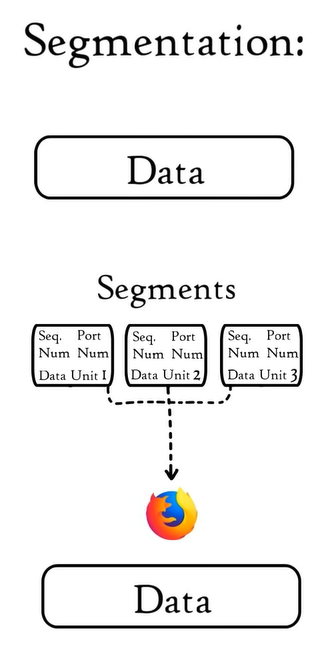 Segmentation:
Data
Segments
Seq. Port
Num Num
Data Unit 1
Seq. Port
Num Num
Data Unit 2
Seq. Port
Num Num
Data Unit 3
Data